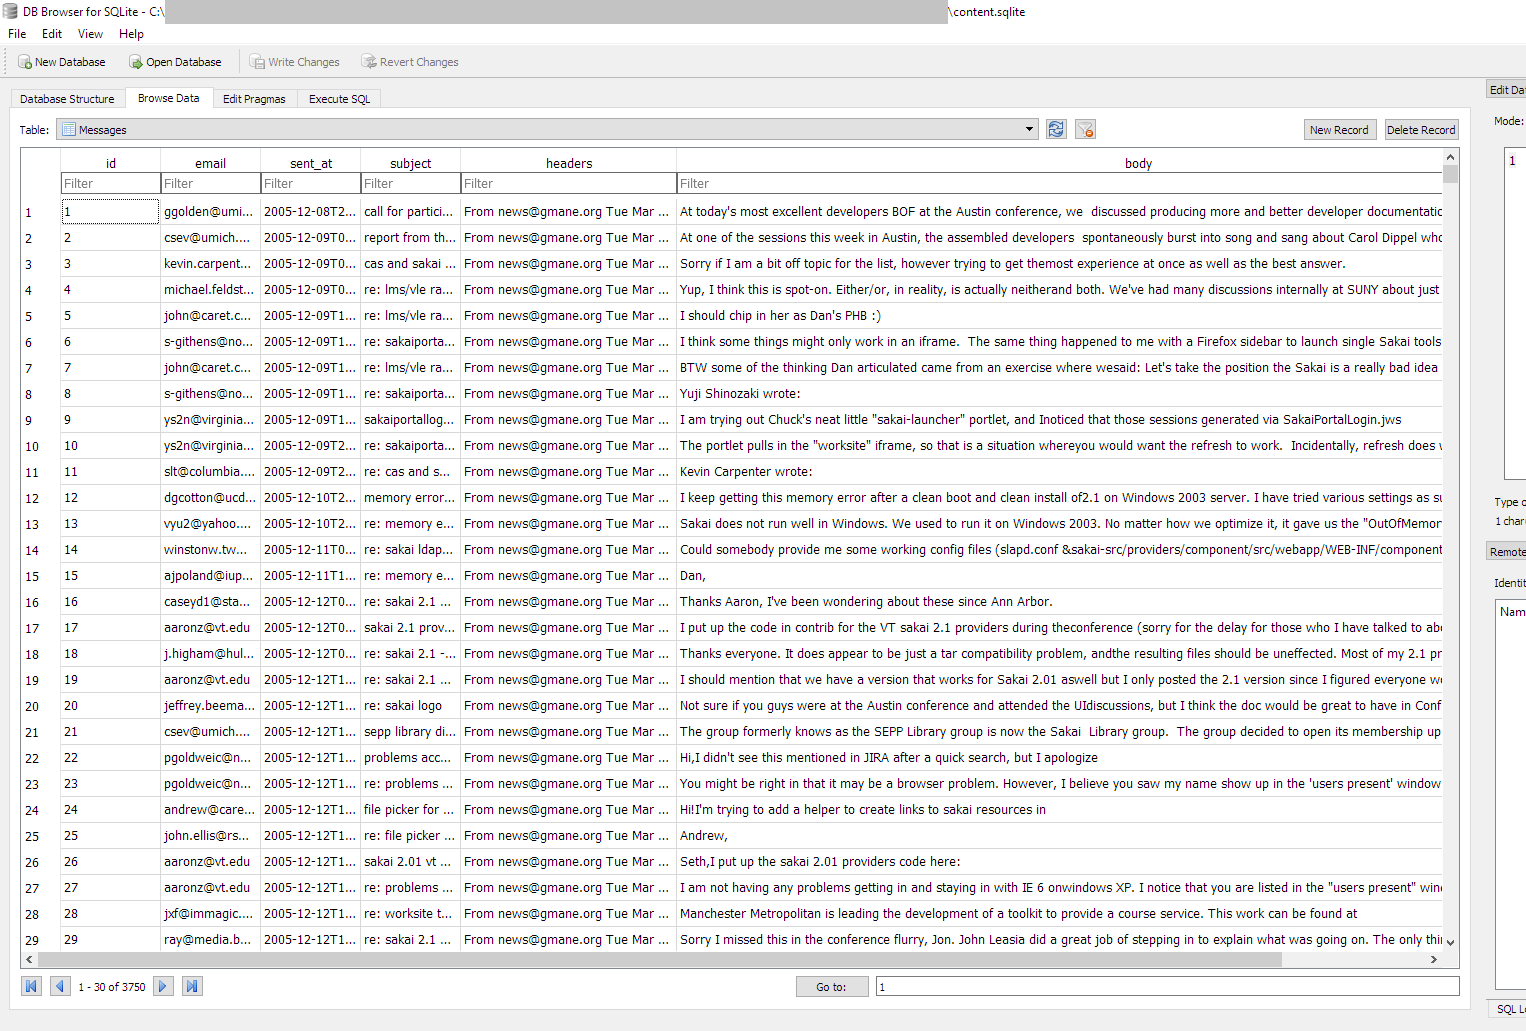 DB Browser for SQLite - C:\ \content.sqlite
File Edit View Help
New Database Open Database Write Changes Revert Changes
Database Structure Browse Data Edit Pragmas Execute SQL
Edit Da
Table: Messages New Record Delete Record
Mode:
id email sent_at subject headers body
Filter Filter Filter Filter Filter Filter
1
1 1 ggolden@umi... 2005-12-08T2... call for partici... From news@gmane.org Tue Mar ... At today's most excellent developers BOF at the Austin conference, we  discussed producing more and better developer documentatic
2 2 csev@umich.... 2005-12-09T0... report from th... From news@gmane.org Tue Mar ... At one of the sessions this week in Austin, the assembled developers  spontaneously burst into song and sang about Carol Dippel who
3 3 kevin.carpent... 2005-12-09T0... cas and sakai ... From news@gmane.org Tue Mar ... Sorry if I am a bit off topic for the list, however trying to get themost experience at once as well as the best answer.
4 4 michael.feldst... 2005-12-09T0... re: lms/vle ra... From news@gmane.org Tue Mar ... Yup, I think this is spot-on. Either/or, in reality, is actually neitherand both. We've had many discussions internally at SUNY about just
5 5 john@caret.c... 2005-12-09T1... re: lms/vle ra... From news@gmane.org Tue Mar ... I should chip in her as Dan's PHB :)
6 6 s-githens@no... 2005-12-09T1... re: sakaiporta... From news@gmane.org Tue Mar ... I think some things might only work in an iframe.  The same thing happened to me with a Firefox sidebar to launch single Sakai tools
7 7 john@caret.c... 2005-12-09T1... re: lms/vle ra... From news@gmane.org Tue Mar ... BTW some of the thinking Dan articulated came from an exercise where wesaid: Let's take the position the Sakai is a really bad idea
8 8 s-githens@no... 2005-12-09T1... re: sakaiporta... From news@gmane.org Tue Mar ... Yuji Shinozaki wrote:
9 9 ys2n@virginia... 2005-12-09T1... sakaiportallog... From news@gmane.org Tue Mar ... I am trying out Chuck's neat little "sakai-launcher" portlet, and Inoticed that those sessions generated via SakaiPortalLogin.jws
10 10 ys2n@virginia... 2005-12-09T2... re: sakaiporta... From news@gmane.org Tue Mar ... The portlet pulls in the "worksite" iframe, so that is a situation whereyou would want the refresh to work.  Incidentally, refresh does v
11 11 slt@columbia.... 2005-12-09T2... re: cas and s... From news@gmane.org Tue Mar ... Kevin Carpenter wrote:
12 12 dgcotton@ucd... 2005-12-10T2... memory error... From news@gmane.org Tue Mar ... I keep getting this memory error after a clean boot and clean install of2.1 on Windows 2003 server. I have tried various settings as su
Type o
13 13 vyu2@yahoo.... 2005-12-10T2... re: memory e... From news@gmane.org Tue Mar ... Sakai does not run well in Windows. We used to run it on Windows 2003. No matter how we optimize it, it gave us the "OutOfMemor
1 char
14 14 winstonw.tw... 2005-12-11T0... re: sakai ldap... From news@gmane.org Tue Mar ... Could somebody provide me some working config files (slapd.conf &sakai-src/providers/component/src/webapp/WEB-INF/component
Remote
15 15 ajpoland@iup... 2005-12-11T1... re: memory e... From news@gmane.org Tue Mar ... Dan,
Identit
16 16 caseyd1@sta... 2005-12-12T0... re: sakai 2.1 ... From news@gmane.org Tue Mar ... Thanks Aaron, I've been wondering about these since Ann Arbor.
Nam
17 17 aaronz@vt.edu 2005-12-12T0... sakai 2.1 prov... From news@gmane.org Tue Mar ... I put up the code in contrib for the VT sakai 2.1 providers during theconference (sorry for the delay for those who I have talked to abc
18 18 j.higham@hul... 2005-12-12T0... re: sakai 2.1 -... From news@gmane.org Tue Mar ... Thanks everyone. It does appear to be just a tar compatibility problem, andthe resulting files should be uneffected. Most of my 2.1 pr
19 19 aaronz@vt.edu 2005-12-12T1... re: sakai 2.1 ... From news@gmane.org Tue Mar ... I should mention that we have a version that works for Sakai 2.01 aswell but I only posted the 2.1 version since I figured everyone we
20 20 jeffrey.beema... 2005-12-12T1... re: sakai logo From news@gmane.org Tue Mar ... Not sure if you guys were at the Austin conference and attended the UIdiscussions, but I think the doc would be great to have in Conf
21 21 csev@umich.... 2005-12-12T1... sepp library di... From news@gmane.org Tue Mar ... The group formerly knows as the SEPP Library group is now the Sakai  Library group.  The group decided to open its membership up
22 22 pgoldweic@n... 2005-12-12T1... problems acc... From news@gmane.org Tue Mar ... Hi,I didn't see this mentioned in JIRA after a quick search, but I apologize
23 23 pgoldweic@n... 2005-12-12T1... re: problems ... From news@gmane.org Tue Mar ... You might be right in that it may be a browser problem. However, I believe you saw my name show up in the 'users present' window
24 24 andrew@care... 2005-12-12T1... file picker for ... From news@gmane.org Tue Mar ... Hi!I'm trying to add a helper to create links to sakai resources in
25 25 john.ellis@rs... 2005-12-12T1... re: file picker ... From news@gmane.org Tue Mar ... Andrew,
26 26 aaronz@vt.edu 2005-12-12T1... sakai 2.01 vt ... From news@gmane.org Tue Mar ... Seth,I put up the sakai 2.01 providers code here:
27 27 aaronz@vt.edu 2005-12-12T1... re: problems ... From news@gmane.org Tue Mar ... I am not having any problems getting in and staying in with IE 6 onwindows XP. I notice that you are listed in the "users present" wine
28 28 jxf@immagic.... 2005-12-12T1... re: worksite t... From news@gmane.org Tue Mar ... Manchester Metropolitan is leading the development of a toolkit to provide a course service. This work can be found at
29 29 ray@media.b... 2005-12-12T1... re: sakai 2.1 ... From news@gmane.org Tue Mar ... Sorry I missed this in the conference flurry, Jon. John Leasia did a great job of stepping in to explain what was going on. The only thi
1 - 30 of 3750 Go to: 1
SQL L